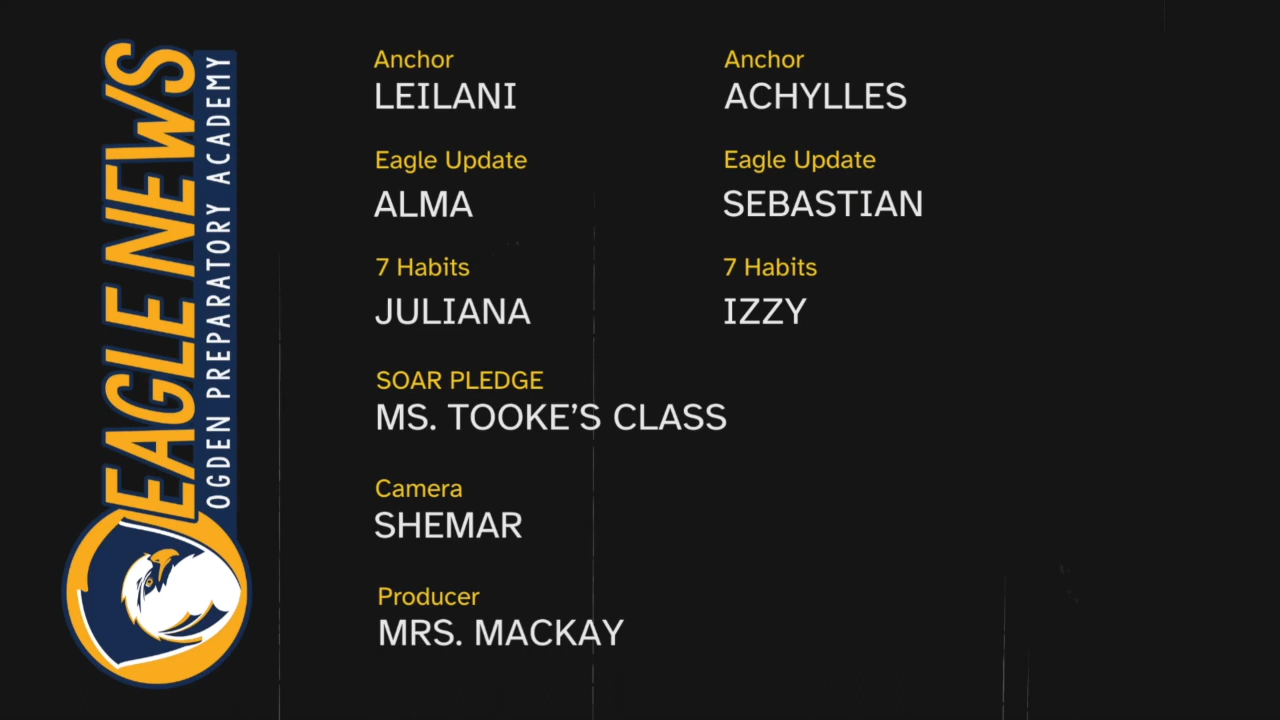 EAGLE NEWS
OGDEN PREPARATORY ACADEMY
Anchor
LEILANI
Anchor
ACHYLLES
Eagle Update
ALMA
Eagle Update
SEBASTIAN
7 Habits
JULIANA
7 Habits
IZZY
SOAR PLEDGE
MS. TOOKE’S CLASS
Camera
SHEMAR
Producer
MRS. MACKAY